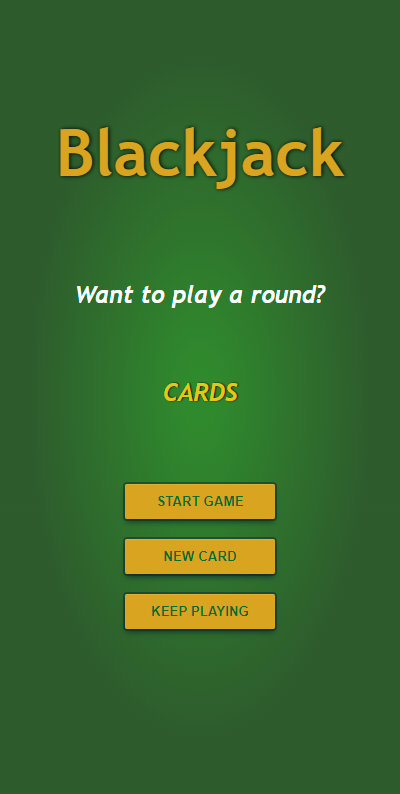 Blackjack
Want to play a round?
CARDS
START GAME
NEW CARD
KEEP PLAYING